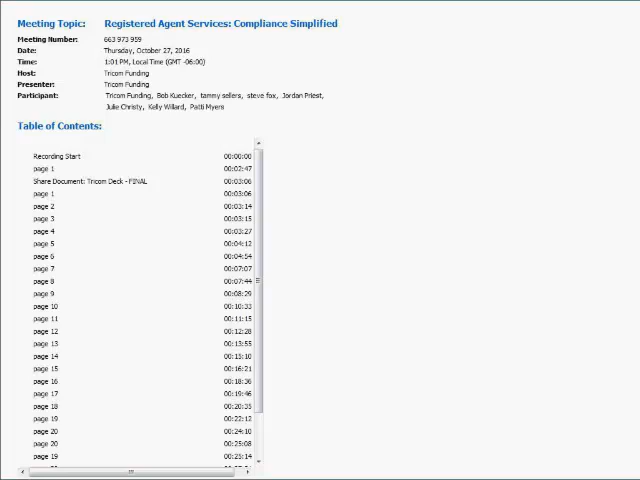 Meeting Topic: Registered Agent Services: Compliance Simplified
Meeting Number: 663 973 959
Date: Thursday, October 27, 2016
Time: 1:01 PM, Local Time (GMT -06:00)
Host: Tricom Funding
Presenter: Tricom Funding
Participant: Tricom Funding, Bob Kuecker, tammy sellers, steve fox, Jordan Priest,
Julie Christy, Kelly Willard, Patti Myers
Table of Contents:
Recording Start 00:00:00
page 1 00:02:47
Share Document: Tricom Deck - FINAL 00:03:06
page 1 00:03:06
page 2 00:03:14
page 3 00:03:15
page 4 00:03:27
page 5 00:04:12
page 6 00:04:54
page 7 00:07:07
page 8 00:07:44
page 9 00:08:29
page 10 00:10:33
page 11 00:11:15
page 12 00:12:28
page 13 00:13:55
page 14 00:15:10
page 15 00:16:21
page 16 00:18:36
page 17 00:19:46
page 18 00:20:35
page 19 00:22:12
page 20 00:24:10
page 20 00:25:08
page 19 00:25:14